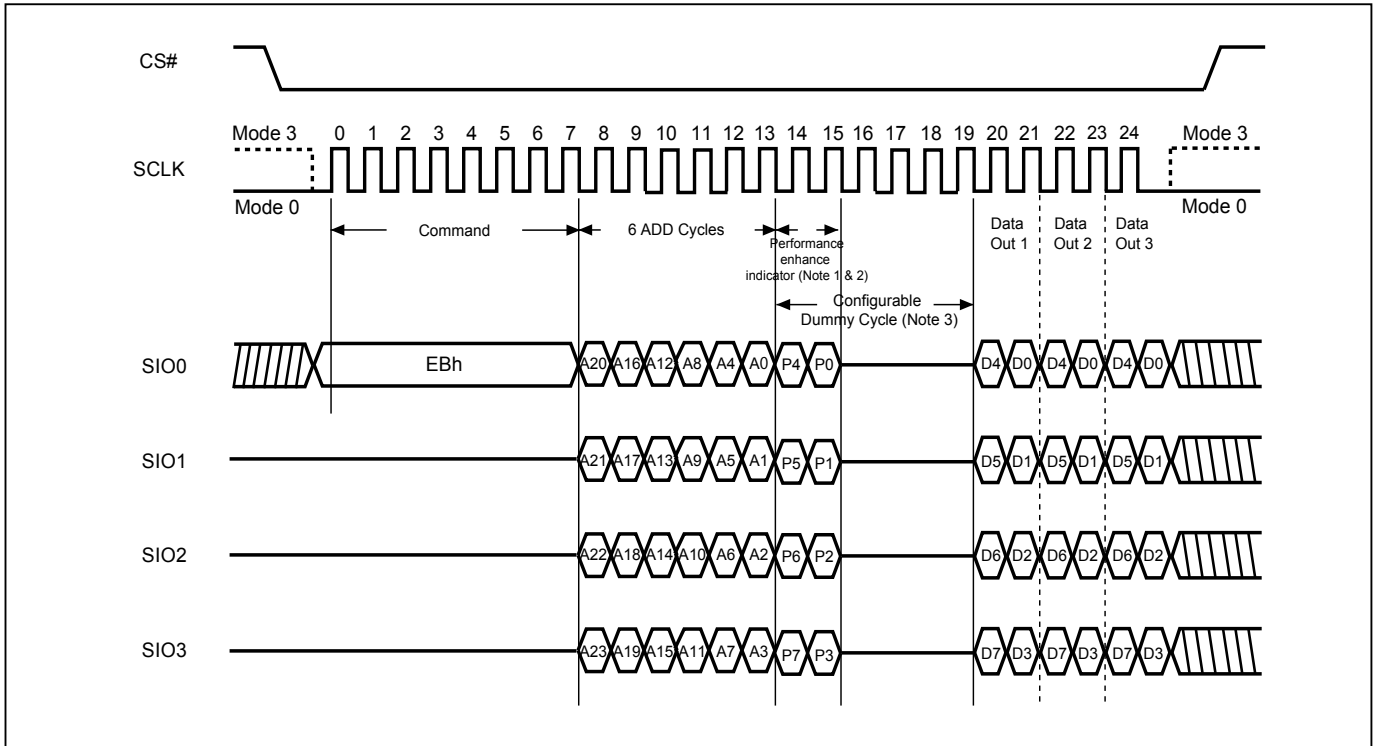 CS#
Mode 3 0 1 2 3 4 5 6 7 8 9 10 11 12 13 14 15 16 17 18 19 20 21 22 23 24 Mode 3
SCLK
Mode 0 Mode 0
Command 6 ADD Cycles Performance enhance indicator (Note 1 & 2) Data Out 1 Data Out 2 Data Out 3
Configurable
Dummy Cycle (Note 3)
SIO0 EBh A20 A16 A12 A8 A4 A0 P4 P0 D4 D0 D4 D0 D4 D0
SIO1 A21 A17 A13 A9 A5 A1 P5 P1 D5 D1 D5 D1 D5 D1
SIO2 A22 A18 A14 A10 A6 A2 P6 P2 D6 D2 D6 D2 D6 D2
SIO3 A23 A19 A15 A11 A7 A3 P7 P3 D7 D3 D7 D3 D7 D3